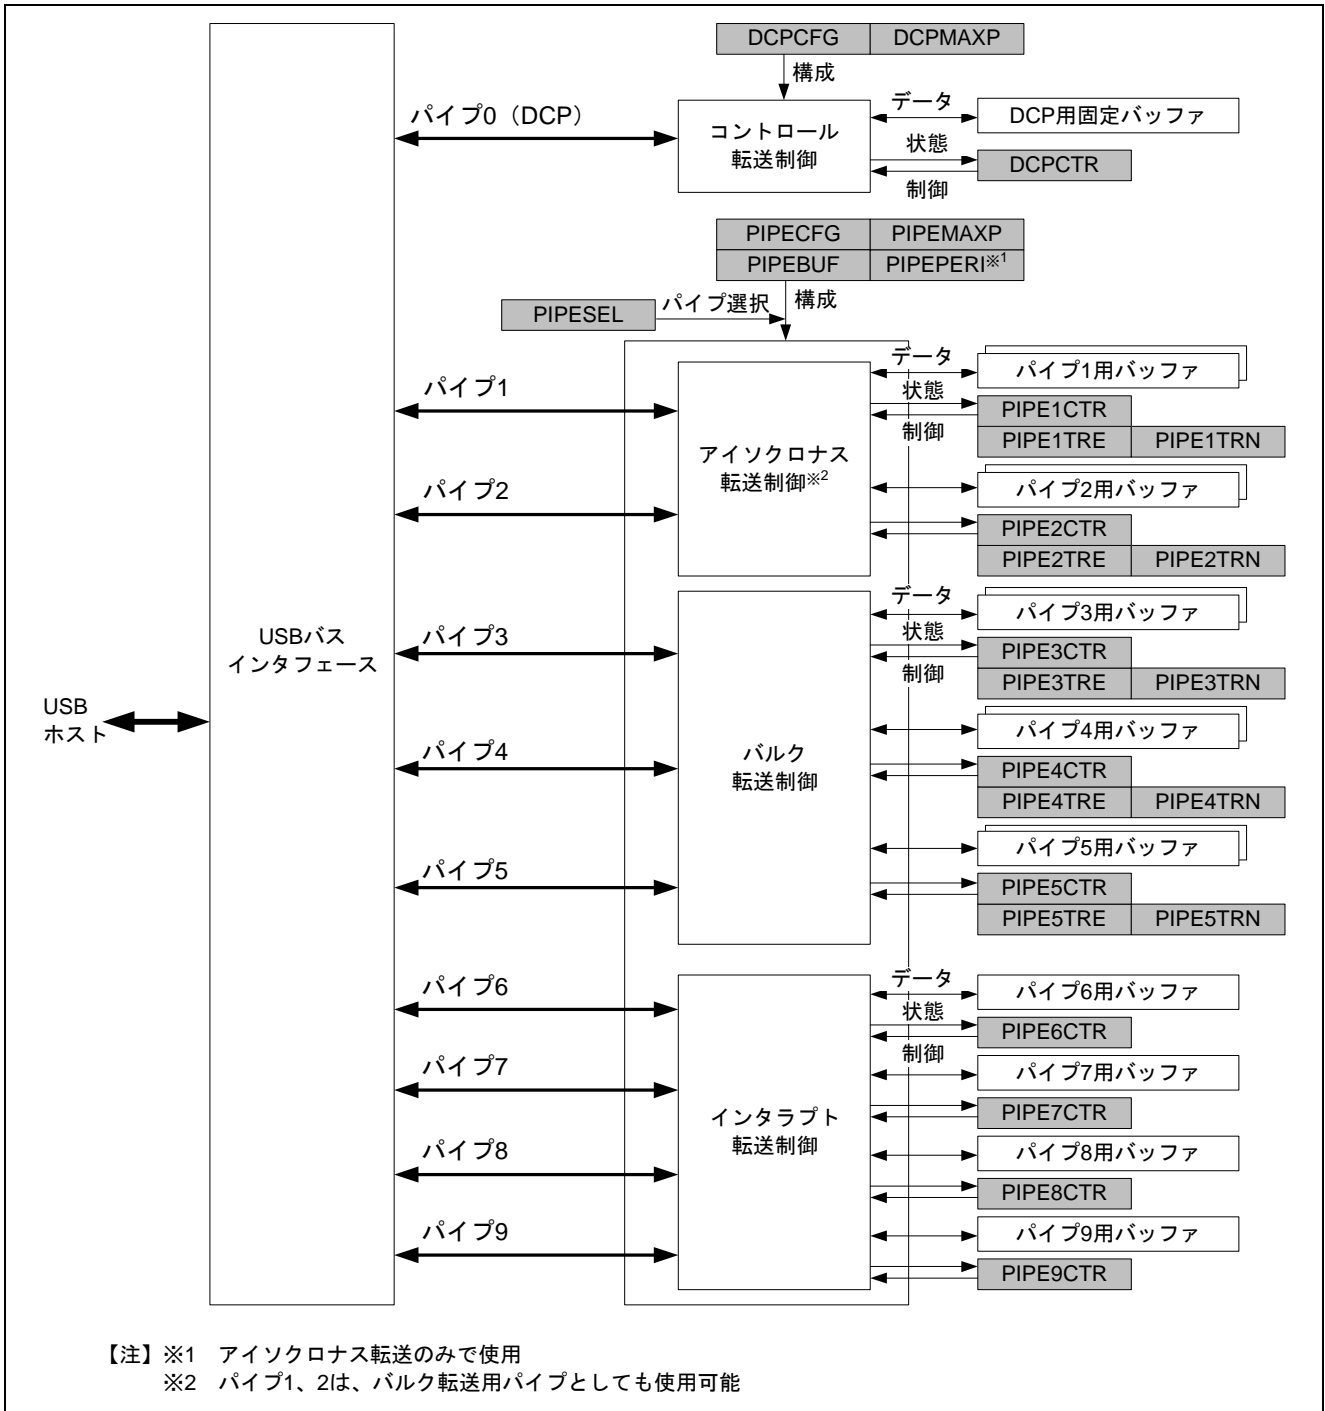 DCPCFG DCPMAXP
構成
パイプ0（DCP）
コントロール
転送制御
データ
DCP用固定バッファ
状態
DCPCTR
制御
PIPECFG PIPEMAXP
PIPEBUF PIPEPERI※1
PIPESEL
パイプ選択
構成
USB
ホスト
USBバス
インタフェース
パイプ1
パイプ2
アイソクロナス
転送制御※2
データ
パイプ1用バッファ
状態
PIPE1CTR
制御
PIPE1TRE PIPE1TRN
パイプ2用バッファ
PIPE2CTR
PIPE2TRE PIPE2TRN
パイプ3
パイプ4
パイプ5
バルク
転送制御
データ
パイプ3用バッファ
状態
PIPE3CTR
制御
PIPE3TRE PIPE3TRN
パイプ4用バッファ
PIPE4CTR
PIPE4TRE PIPE4TRN
パイプ5用バッファ
PIPE5CTR
PIPE5TRE PIPE5TRN
パイプ6
パイプ7
パイプ8
パイプ9
インタラプト
転送制御
データ
パイプ6用バッファ
状態
PIPE6CTR
制御
パイプ7用バッファ
PIPE7CTR
パイプ8用バッファ
PIPE8CTR
パイプ9用バッファ
PIPE9CTR
【注】※1 アイソクロナス転送のみで使用
※2 パイプ1、2は、バルク転送用パイプとしても使用可能